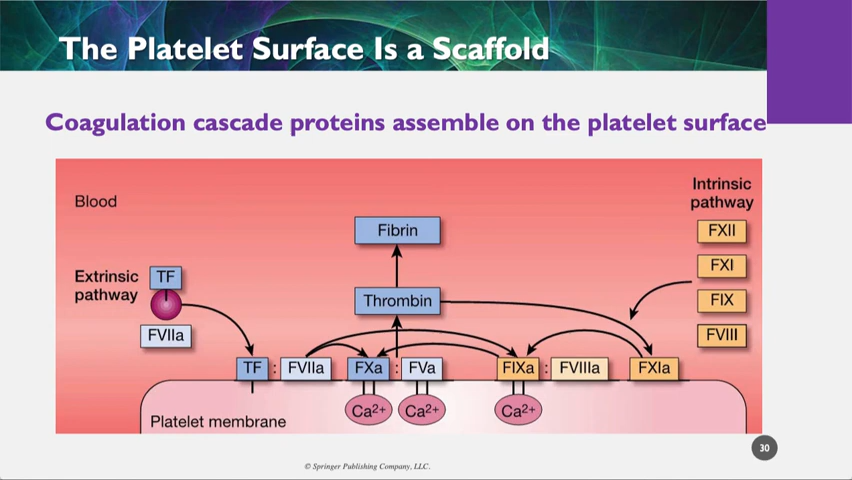 The Platelet Surface Is a Scaffold
Coagulation cascade proteins assemble on the platelet surface
Blood
Intrinsic
pathway
FXII
FXI
FIX
FVIII
Fibrin
Extrinsic
pathway
TF
FVIIa
Thrombin
TF : FVIIa
FXa : FVa
FIXa : FVIIIa
FXIa
Ca2+
Ca2+
Ca2+
Platelet membrane
30
© Springer Publishing Company, LLC.